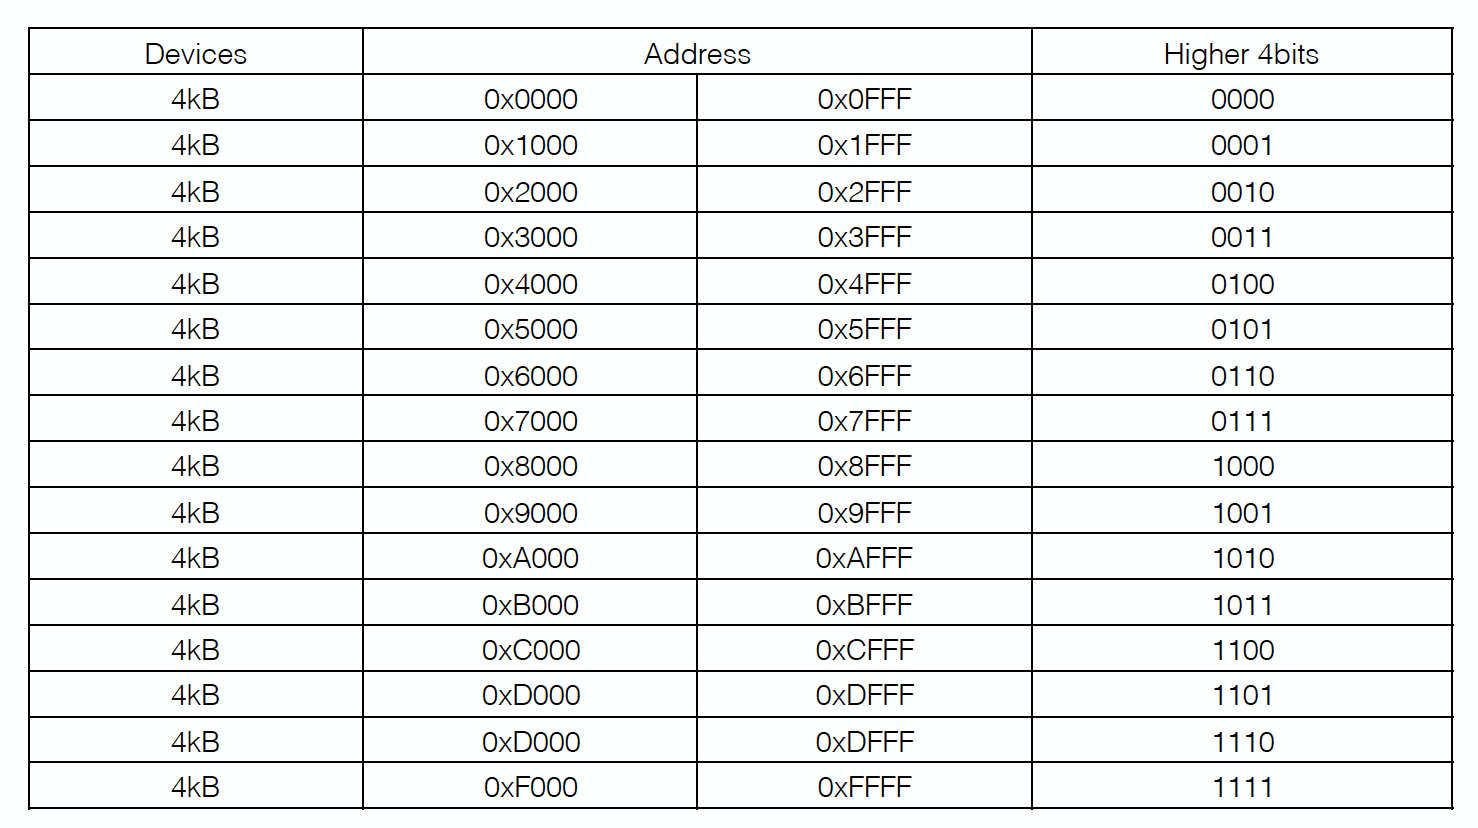 Devices Address Higher 4bits
4kB 0x0000 0x0FFF 0000
4kB 0x1000 0x1FFF 0001
4kB 0x2000 0x2FFF 0010
4kB 0x3000 0x3FFF 0011
4kB 0x4000 0x4FFF 0100
4kB 0x5000 0x5FFF 0101
4kB 0x6000 0x6FFF 0110
4kB 0x7000 0x7FFF 0111
4kB 0x8000 0x8FFF 1000
4kB 0x9000 0x9FFF 1001
4kB 0xA000 0xAFFF 1010
4kB 0xB000 0xBFFF 1011
4kB 0xC000 0xCFFF 1100
4kB 0xD000 0xDFFF 1101
4kB 0xD000 0xDFFF 1110
4kB 0xF000 0xFFFF 1111